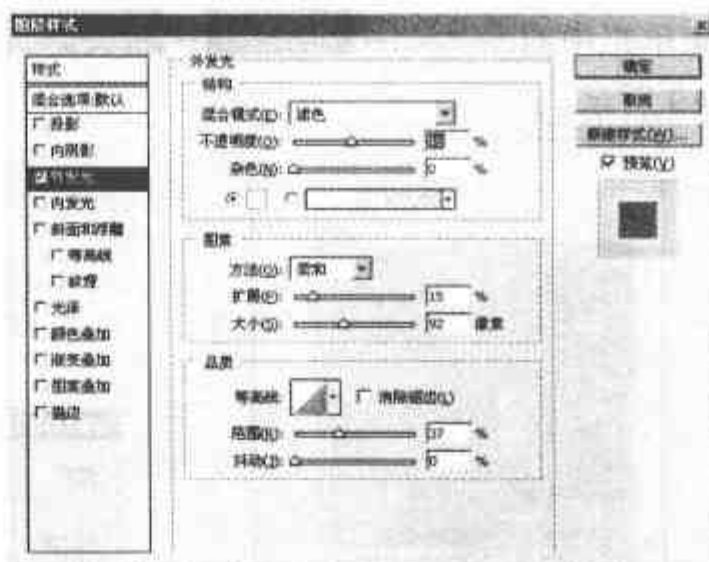 图层样式
样式
混合选项:默认
投影
内阴影
外发光
内发光
斜面和浮雕
等高线
纹理
光泽
颜色叠加
渐变叠加
图案叠加
描边
外发光
结构
混合模式(D): 滤色
不透明度(O): %
杂色(N): 0 %
图素
方法(Q): 柔和
扩展(P): 15 %
大小(S): 92 像素
品质
等高线: 消除锯齿(L)
范围(R): 37 %
抖动(J): 0 %
确定
取消
新建样式(W)...
预览(V)